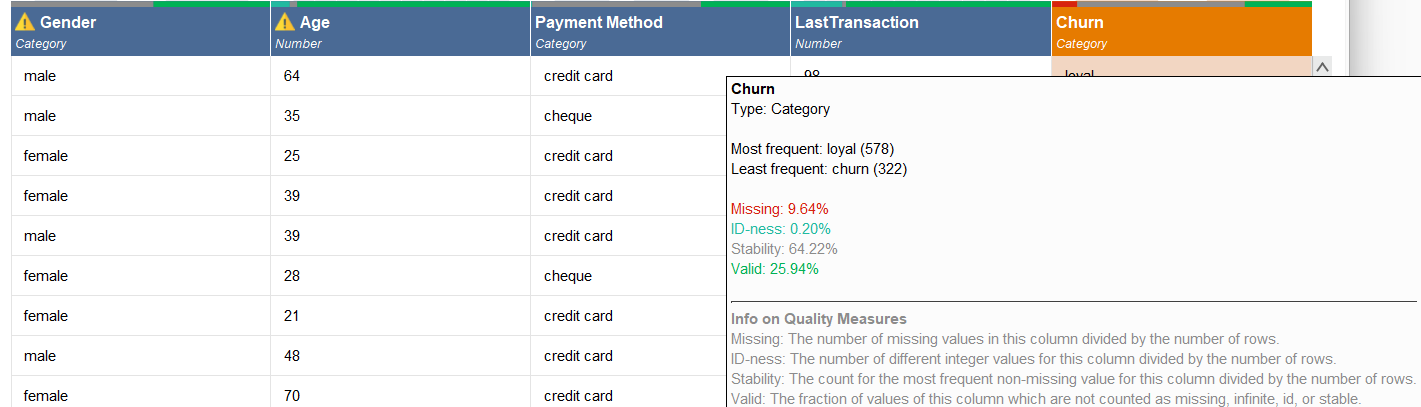 Gender Age Payment Method LastTransaction Churn
Category Number Category Number Category
male 64 credit card 98 loyal
male 35 cheque
female 25 credit card
female 39 credit card
male 39 credit card
female 28 cheque
female 21 credit card
male 48 credit card
female 70 credit card
Churn
Type: Category
Most frequent: loyal (578)
Least frequent: churn (322)
Missing: 9.64%
ID-ness: 0.20%
Stability: 64.22%
Valid: 25.94%
Info on Quality Measures
Missing: The number of missing values in this column divided by the number of rows.
ID-ness: The number of different integer values for this column divided by the number of rows.
Stability: The count for the most frequent non-missing value for this column divided by the number of rows.
Valid: The fraction of values of this column which are not counted as missing, infinite, id, or stable.